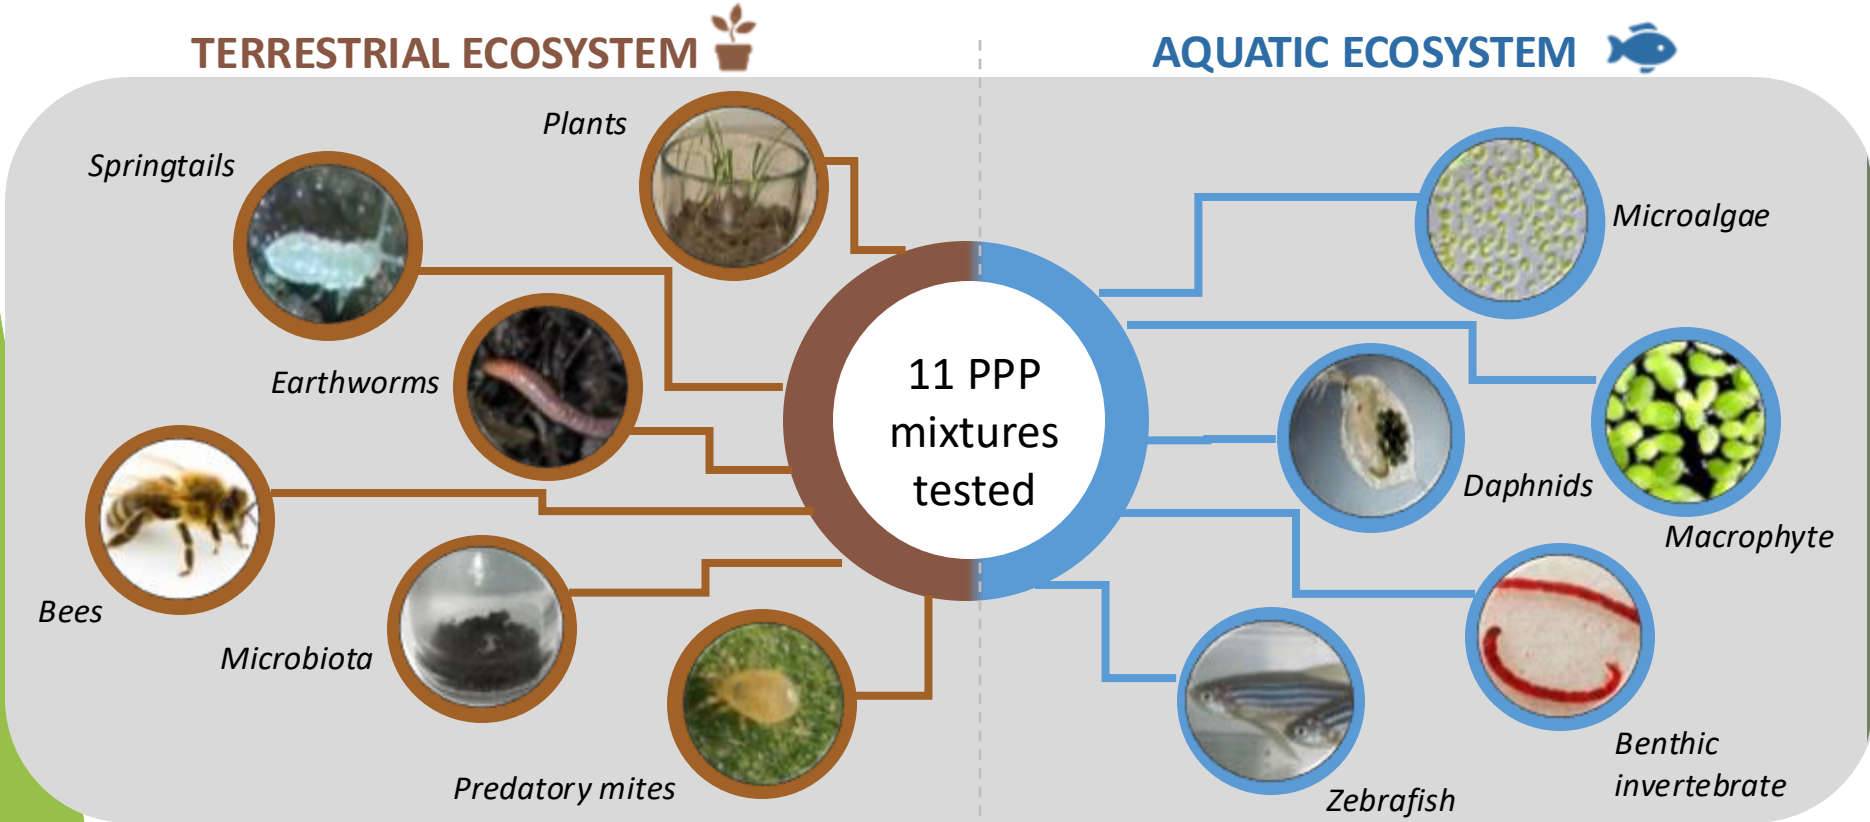 TERRESTRIAL ECOSYSTEM
AQUATIC ECOSYSTEM
Plants
Springtails
Earthworms
Bees
Microbiota
Predatory mites
11 PPP
mixtures
tested
Microalgae
Daphnids
Macrophyte
Benthic
invertebrate
Zebrafish